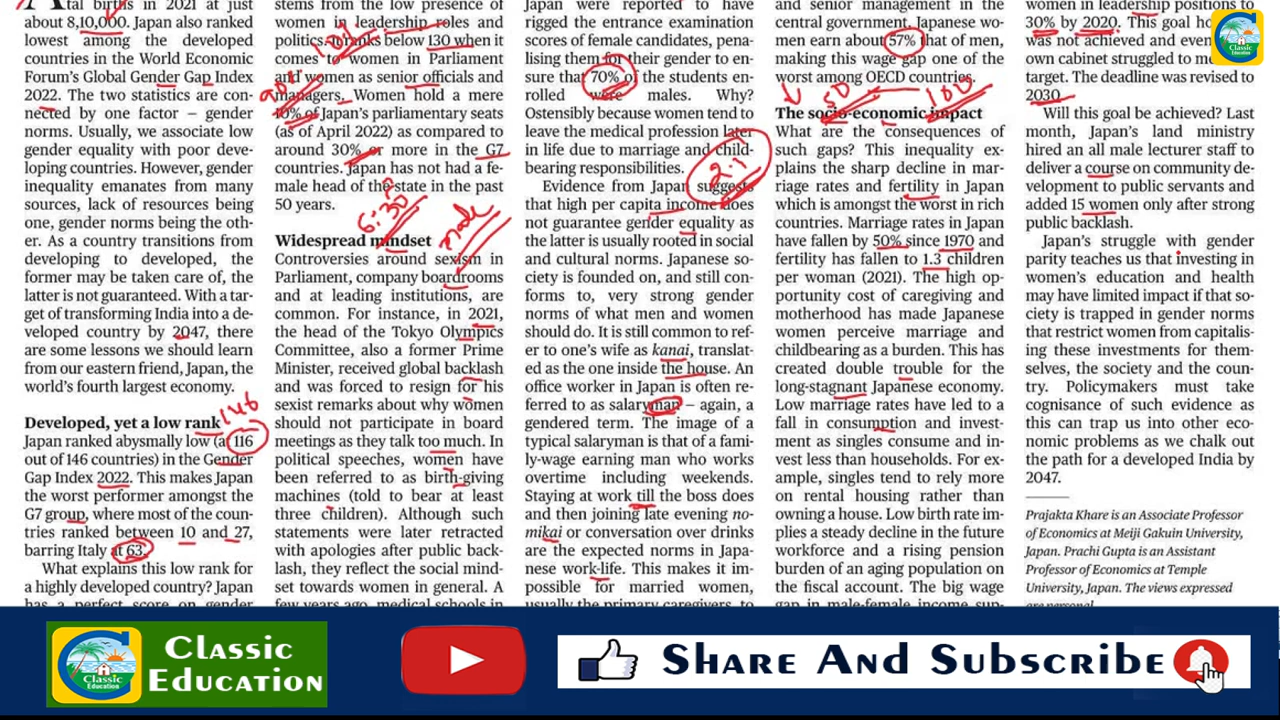 tal births in 2021 at just
about 8,10,000. Japan also ranked
lowest among the developed
countries in the World Economic
Forum's Global Gender Gap Index
2022. The two statistics are con-
nected by one factor – gender
norms. Usually, we associate low
gender equality with poor deve-
loping countries. However, gender
inequality emanates from many
sources, lack of resources being
one, gender norms being the oth-
er. As a country transitions from
developing to developed, the
former may be taken care of, the
latter is not guaranteed. With a tar-
get of transforming India into a de-
veloped country by 2047, there
are some lessons we should learn
from our eastern friend, Japan, the
world's fourth largest economy.
Developed, yet a low rank
146
Japan ranked abysmally low (at 116
out of 146 countries) in the Gender
Gap Index 2022. This makes Japan
the worst performer amongst the
G7 group, where most of the coun-
tries ranked between 10 and 27,
barring Italy at 63.
What explains this low rank for
a highly developed country? Japan
has a perfect score on gender
stems from the low presence of
women in leadership roles and
politics. It ranks below 130 when it
comes to women in Parliament
and women as senior officials and
managers. Women hold a mere
10% of Japan's parliamentary seats
(as of April 2022) as compared to
around 30% or more in the G7
countries. Japan has not had a fe-
male head of the state in the past
50 years.
Widespread mindset
Controversies around sexism in
Parliament, company boardrooms
and at leading institutions, are
common. For instance, in 2021,
the head of the Tokyo Olympics
Committee, also a former Prime
Minister, received global backlash
and was forced to resign for his
sexist remarks about why women
should not participate in board
meetings as they talk too much. In
political speeches, women have
been referred to as birth-giving
machines (told to bear at least
three children). Although such
statements were later retracted
with apologies after public back-
lash, they reflect the social mind-
set towards women in general. A
few years ago, medical schools in
Japan were reported to have
rigged the entrance examination
scores of female candidates, pena-
lising them for their gender to en-
sure that 70% of the students en-
rolled were males. Why?
Ostensibly because women tend to
leave the medical profession later
in life due to marriage and child-
bearing responsibilities.
2.1
Evidence from Japan suggests
that high per capita income does
not guarantee gender equality as
the latter is usually rooted in social
and cultural norms. Japanese so-
ciety is founded on, and still con-
forms to, very strong gender
norms of what men and women
should do. It is still common to ref-
er to one's wife as kanai, translat-
ed as the one inside the house. An
office worker in Japan is often re-
ferred to as salaryman – again, a
gendered term. The image of a
typical salaryman is that of a fami-
ly-wage earning man who works
overtime including weekends.
Staying at work till the boss does
and then joining late evening no-
mikai or conversation over drinks
are the expected norms in Japa-
nese work-life. This makes it im-
possible for married women,
usually the primary caregivers, to
and senior management in the
central government. Japanese wo-
men earn about 57% that of men,
making this wage gap one of the
worst among OECD countries.
50 100
The socio-economic impact
What are the consequences of
such gaps? This inequality ex-
plains the sharp decline in mar-
riage rates and fertility in Japan
which is amongst the worst in rich
countries. Marriage rates in Japan
have fallen by 50% since 1970 and
fertility has fallen to 1.3 children
per woman (2021). The high op-
portunity cost of caregiving and
motherhood has made Japanese
women perceive marriage and
childbearing as a burden. This has
created double trouble for the
long-stagnant Japanese economy.
Low marriage rates have led to a
fall in consumption and invest-
ment as singles consume and in-
vest less than households. For ex-
ample, singles tend to rely more
on rental housing rather than
owning a house. Low birth rate im-
plies a steady decline in the future
workforce and a rising pension
burden of an aging population on
the fiscal account. The big wage
gap in male-female income sup-
women in leadership positions to
30% by 2020. This goal
was not achieved and even
own cabinet struggled to
target. The deadline was revised to
2030.
Will this goal be achieved? Last
month, Japan's land ministry
hired an all male lecturer staff to
deliver a course on community de-
velopment to public servants and
added 15 women only after strong
public backlash.
Japan's struggle with gender
parity teaches us that investing in
women's education and health
may have limited impact if that so-
ciety is trapped in gender norms
that restrict women from capitalis-
ing these investments for them-
selves, the society and the coun-
try. Policymakers must take
cognisance of such evidence as
this can trap us into other eco-
nomic problems as we chalk out
the path for a developed India by
2047.
Prajakta Khare is an Associate Professor
of Economics at Meiji Gakuin University,
Japan. Prachi Gupta is an Assistant
Professor of Economics at Temple
University, Japan. The views expressed
are personal
Classic
Education
Classic
Education
Classic
Education
Share And Subscribe